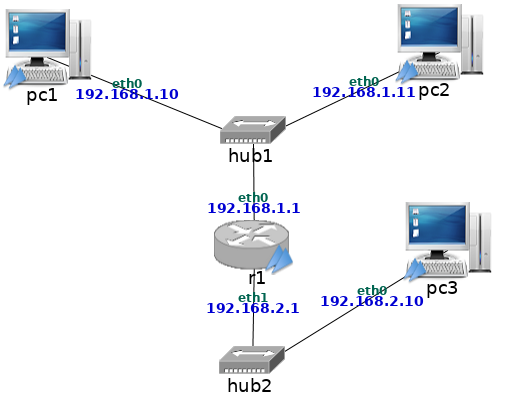 eth0
192.168.1.10
pc1
eth0
192.168.1.11
pc2
hub1
eth0
192.168.1.1
r1
eth1
192.168.2.1
eth0
192.168.2.10
pc3
hub2